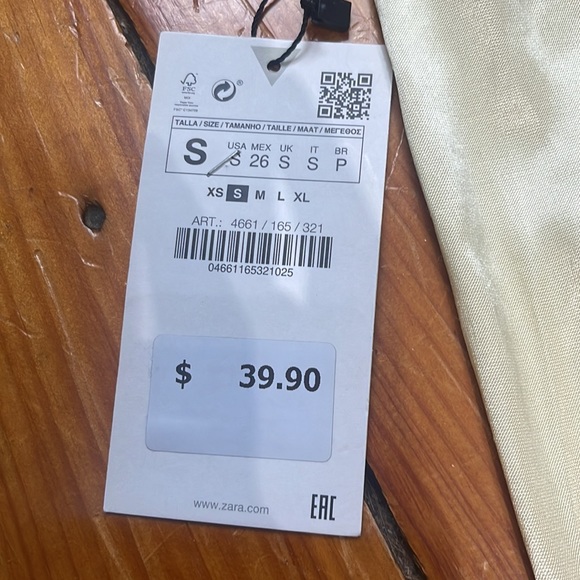 FSC
TALLA / SIZE / TAMANHO / TAILLE / MAAT / ΜΕΓΕΘΟΣ
S USA S MEX 26 UK S IT S BR P
XS S M L XL
ART.: 4661 / 165 / 321
04661165321025
$ 39.90
www.zara.com
EAC